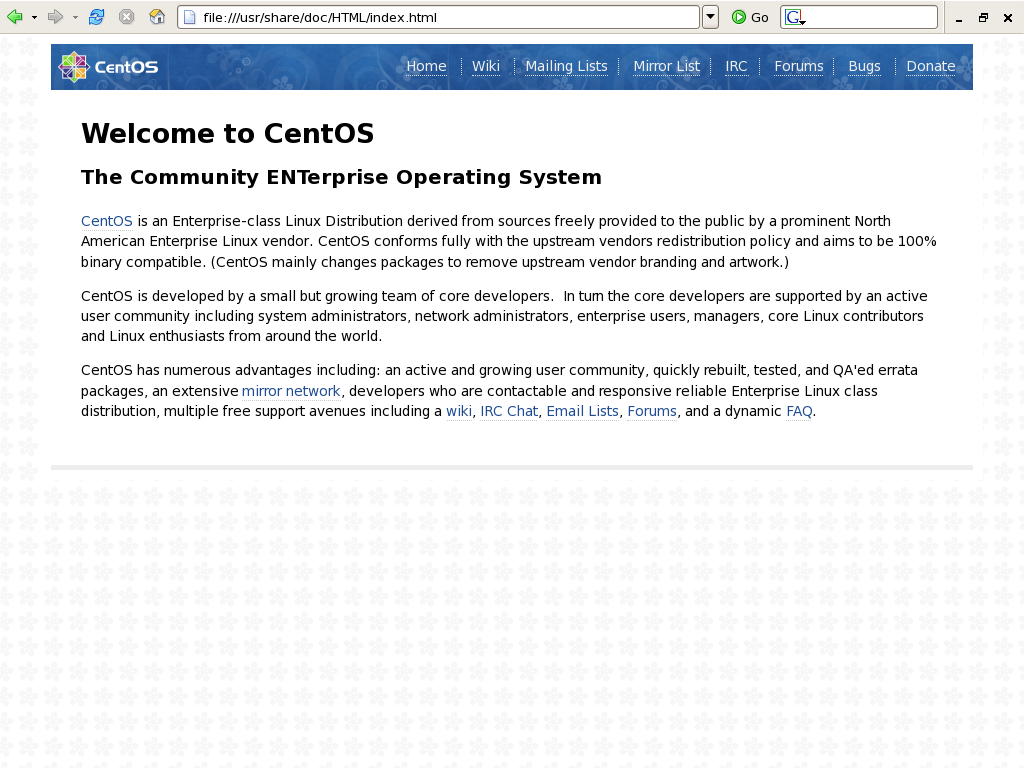 file:///usr/share/doc/HTML/index.html Go G
CentOS Home Wiki Mailing Lists Mirror List IRC Forums Bugs Donate
Welcome to CentOS
The Community ENTerprise Operating System
CentOS is an Enterprise-class Linux Distribution derived from sources freely provided to the public by a prominent North
American Enterprise Linux vendor. CentOS conforms fully with the upstream vendors redistribution policy and aims to be 100%
binary compatible. (CentOS mainly changes packages to remove upstream vendor branding and artwork.)
CentOS is developed by a small but growing team of core developers.  In turn the core developers are supported by an active
user community including system administrators, network administrators, enterprise users, managers, core Linux contributors
and Linux enthusiasts from around the world.
CentOS has numerous advantages including: an active and growing user community, quickly rebuilt, tested, and QA'ed errata
packages, an extensive mirror network, developers who are contactable and responsive reliable Enterprise Linux class
distribution, multiple free support avenues including a wiki, IRC Chat, Email Lists, Forums, and a dynamic FAQ.